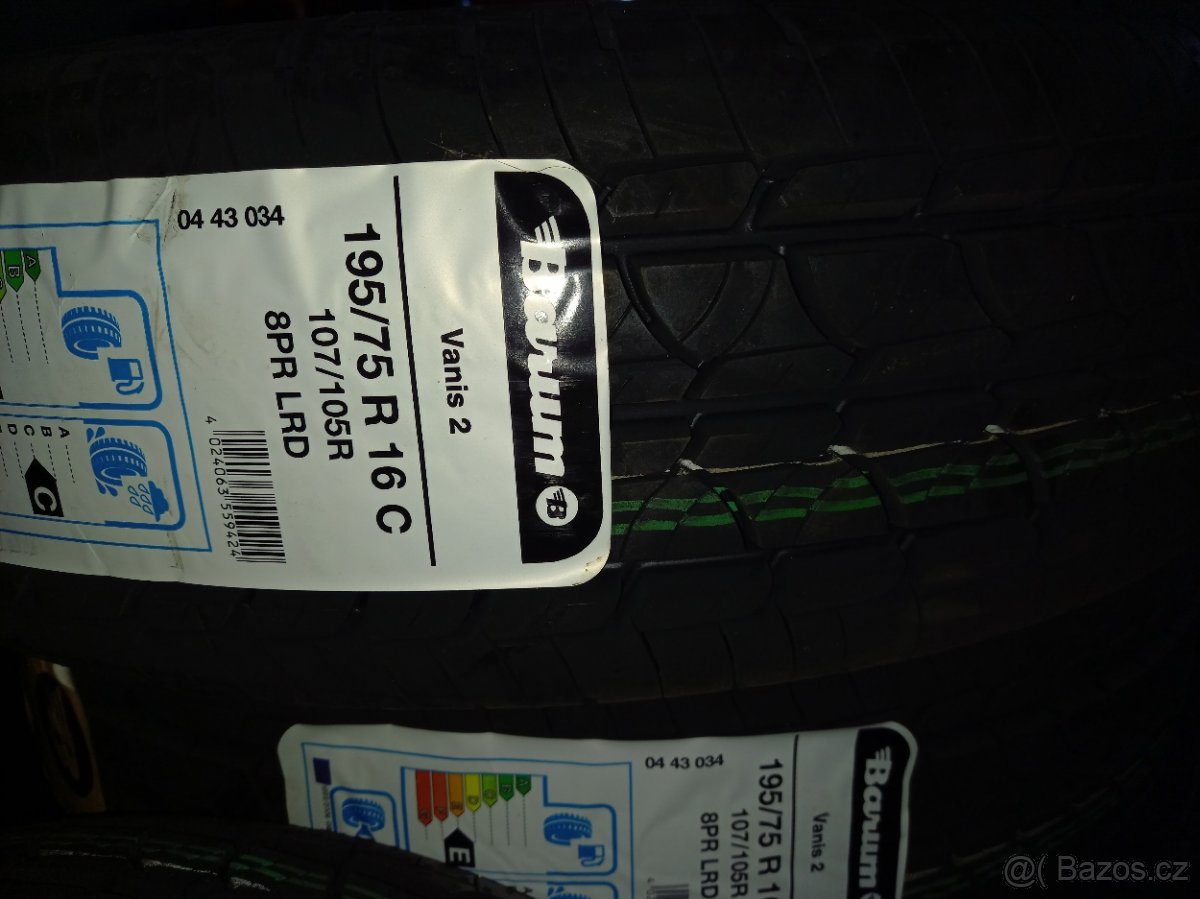 Barum B
Vanis 2
195/75 R 16 C
107/105R
8PR LRD
04 43 034
4 024063 559424
A
B
A
B
C
D
C
Barum
Vanis 2
195/75 R 16
107/105R
8PR LRD
04 43 034
A
B
C
D
E
@( Bazos.cz